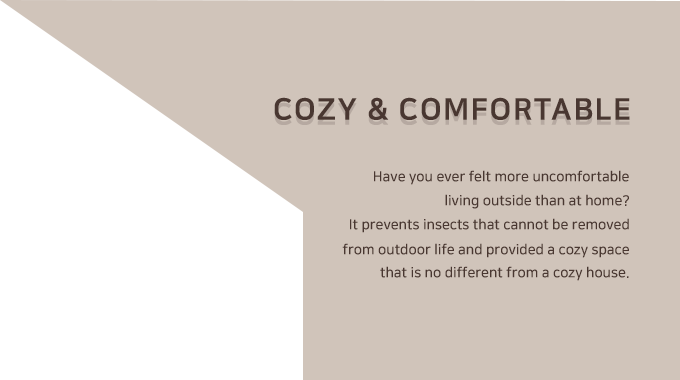 COZY & COMFORTABLE
Have you ever felt more uncomfortable
living outside than at home?
It prevents insects that cannot be removed
from outdoor life and provided a cozy space
that is no different from a cozy house.